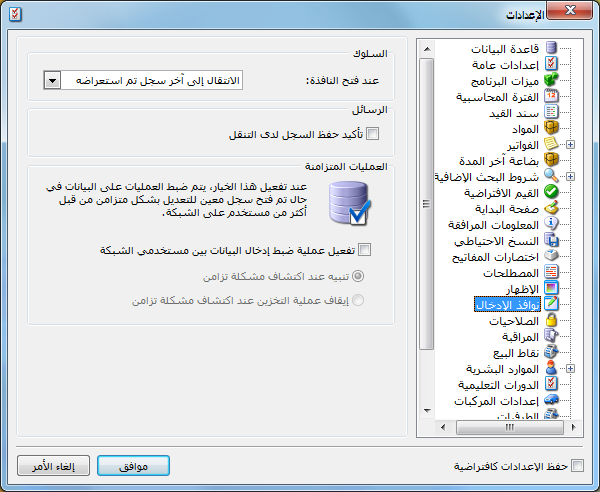 الإعدادات
قاعدة البيانات
إعدادات عامة
ميزات البرنامج
الفترة المحاسبية
سند القيد
المواد
الفواتير
بضاعة آخر المدة
شروط البحث الإضافية
القيم الافتراضية
صفحة البداية
المعلومات المرافقة
النسخ الاحتياطي
اختصارات المفاتيح
المصطلحات
الإظهار
نوافذ الإدخال
الصلاحيات
المراقبة
نقاط البيع
الموارد البشرية
الدورات التعليمية
إعدادات المركبات
الطرفيات
السلوك
عند فتح النافذة:
الانتقال إلى آخر سجل تم استعراضه
الرسائل
تأكيد حفظ السجل لدى التنقل
العمليات المتزامنة
عند تفعيل هذا الخيار، يتم ضبط العمليات على البيانات في
حال تم فتح سجل معين للتعديل بشكل متزامن من قبل
أكثر من مستخدم على الشبكة.
تفعيل عملية ضبط إدخال البيانات بين مستخدمي الشبكة
تنبيه عند اكتشاف مشكلة تزامن
إيقاف عملية التخزين عند اكتشاف مشكلة تزامن
حفظ الإعدادات كافتراضية
موافق
إلغاء الأمر